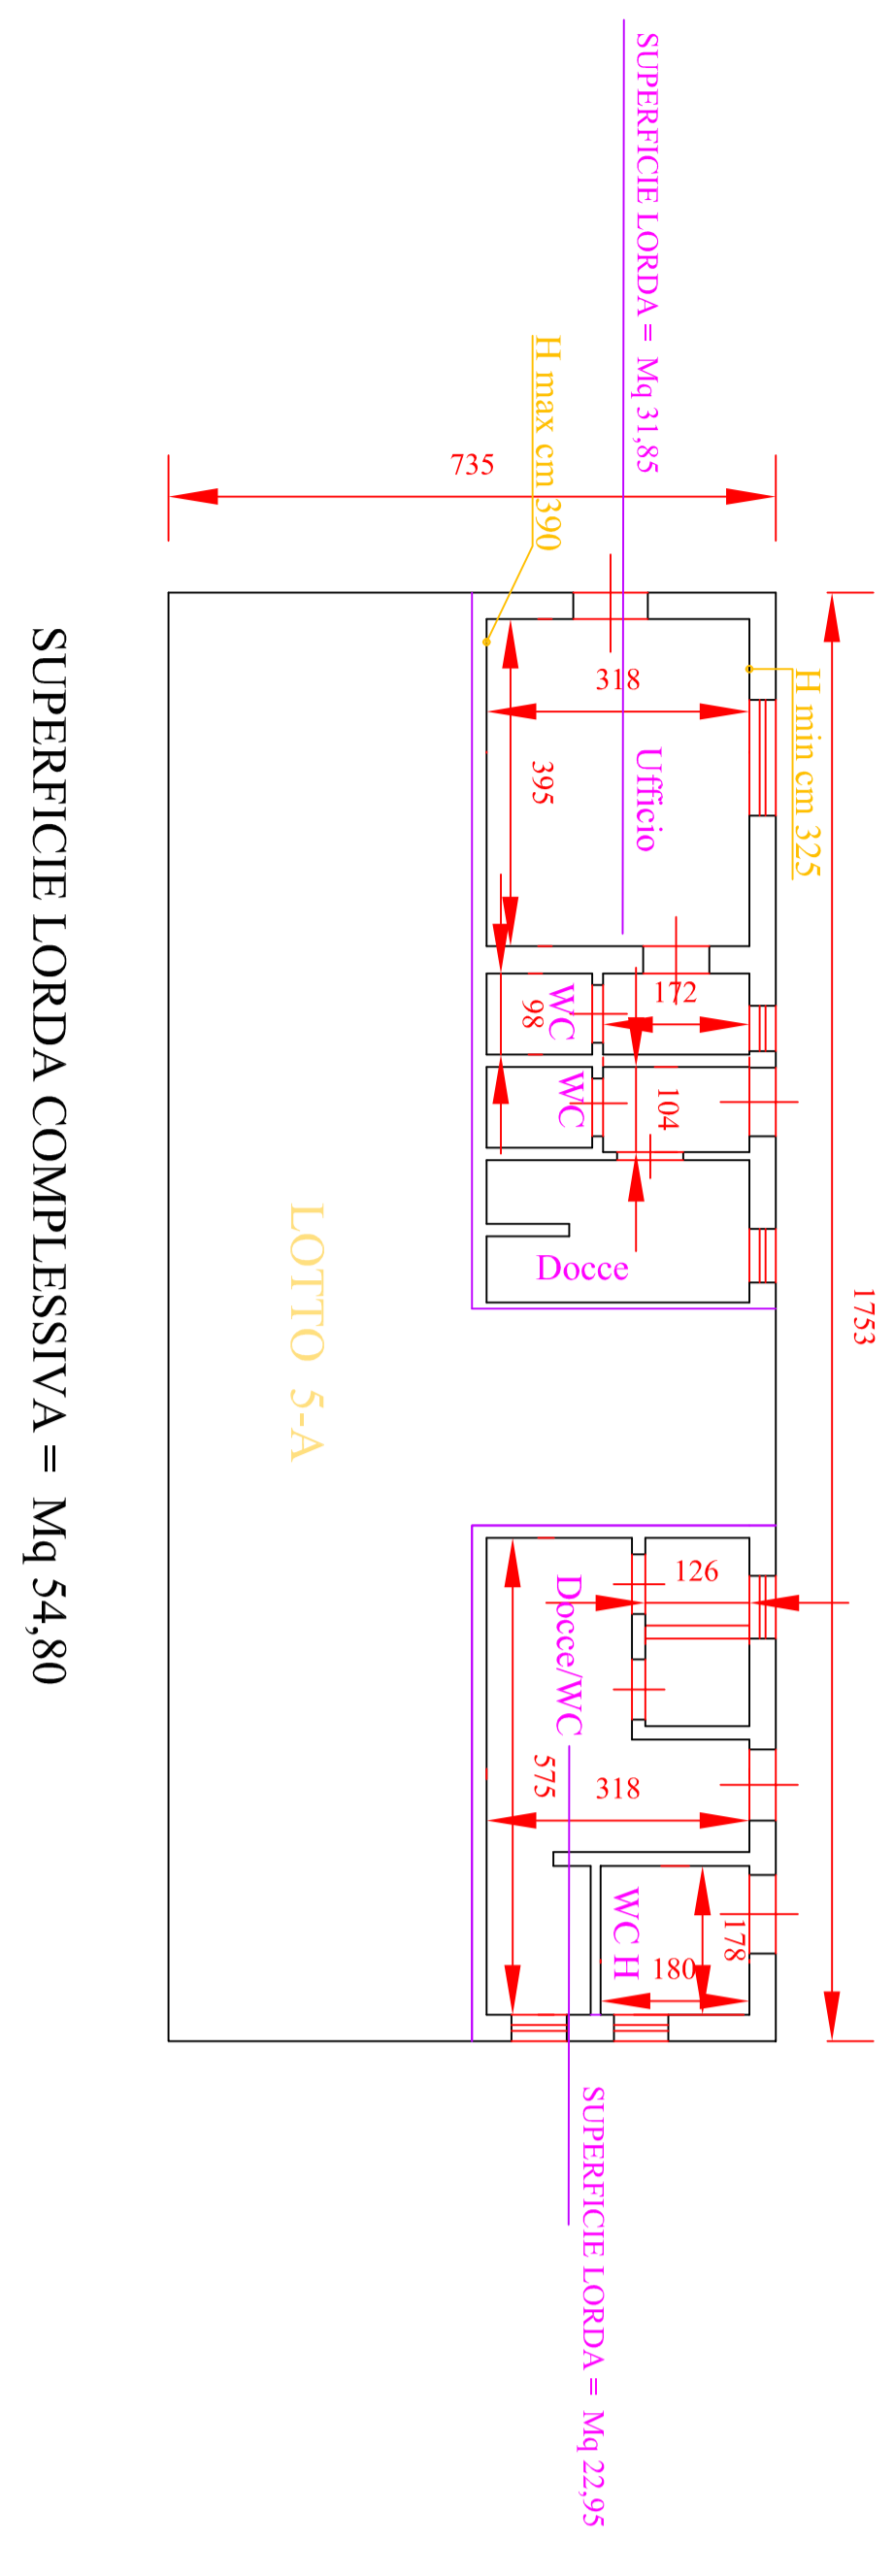 SUPERFICIE LORDA = Mq 31,85
H max cm 390
735
H min cm 325
318
Ufficio
395
172
WC
98
WC
104
Docce
1753
LOTTO 5-A
126
Docce/WC
575
318
WC H
178
180
SUPERFICIE LORDA = Mq 22,95
SUPERFICIE LORDA COMPLESSIVA = Mq 54,80